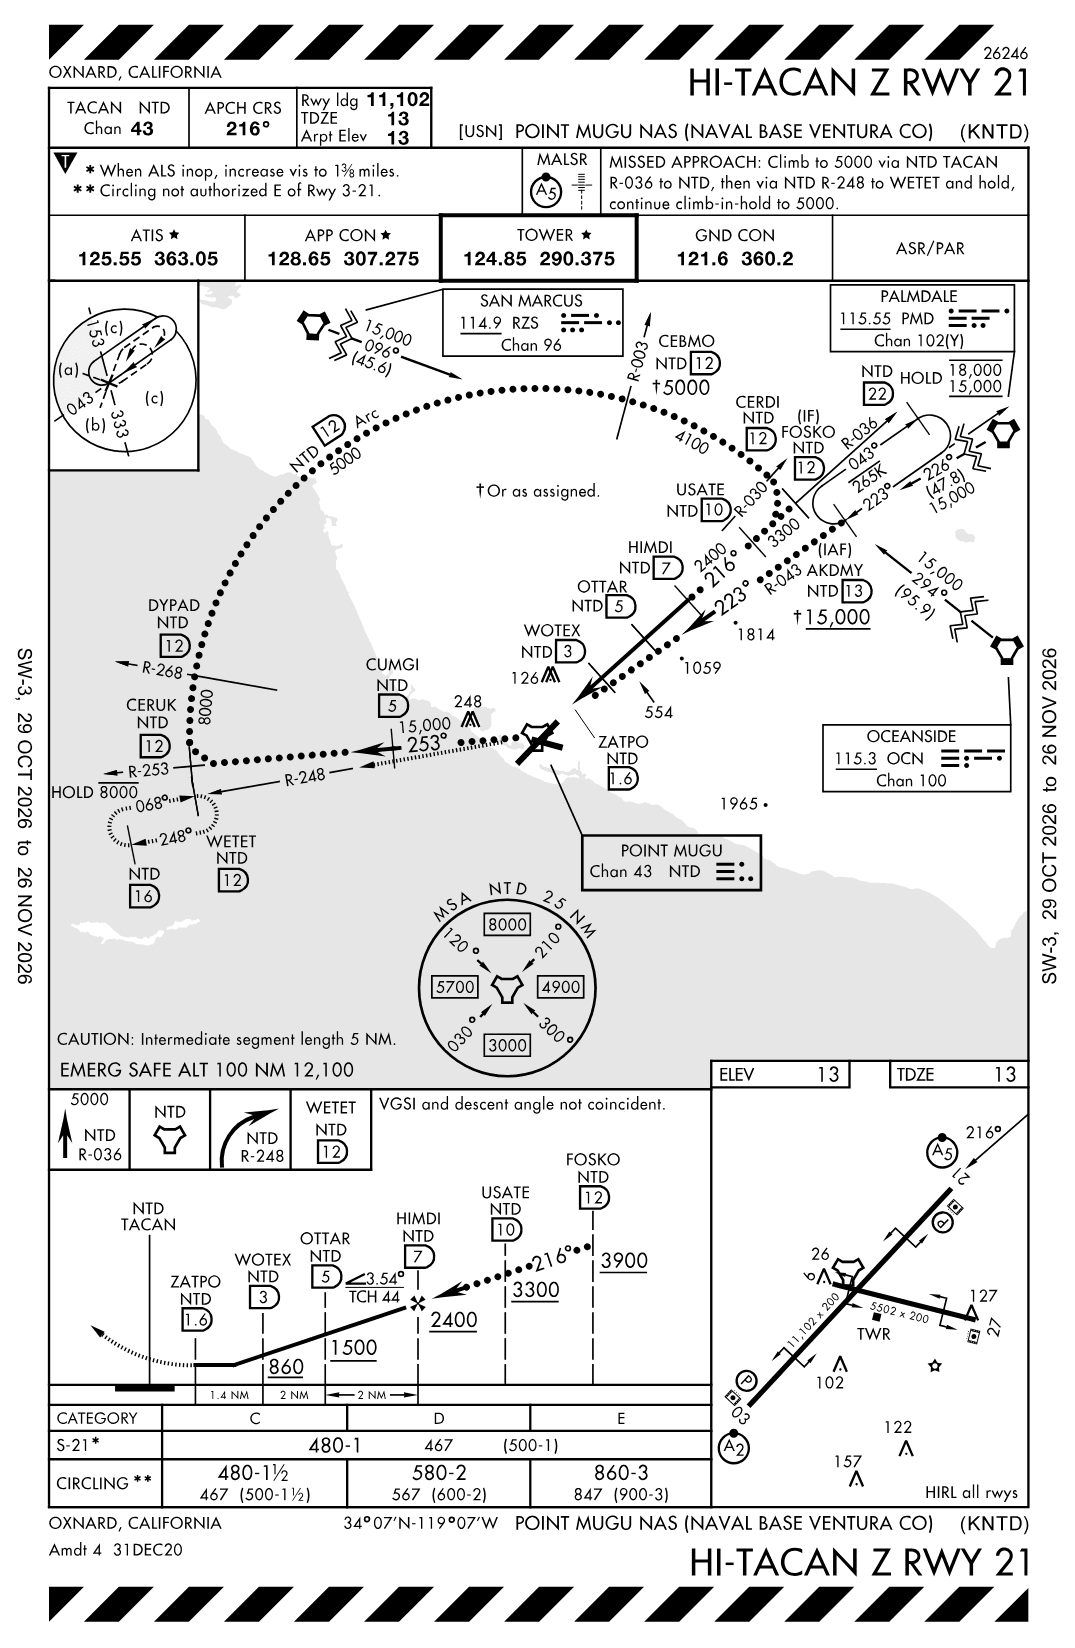 26246
OXNARD, CALIFORNIA
HI-TACAN Z RWY 21
TACAN NTD
Chan 43
APCH CRS
216°
Rwy ldg 11,102
TDZE 13
Arpt Elev 13
[USN] POINT MUGU NAS (NAVAL BASE VENTURA CO) (KNTD)
T
* When ALS inop, increase vis to 1⅜ miles.
** Circling not authorized E of Rwy 3-21.
MALSR
A5
MISSED APPROACH: Climb to 5000 via NTD TACAN
R-036 to NTD, then via NTD R-248 to WETET and hold,
continue climb-in-hold to 5000.
ATIS ★
125.55 363.05
APP CON ★
128.65 307.275
TOWER ★
124.85 290.375
GND CON
121.6 360.2
ASR/PAR
153
(c)
(a)
043
(b)
333
(c)
15,000
096°
(45.6)
SAN MARCUS
114.9 RZS
Chan 96
PALMDALE
115.55 PMD
Chan 102(Y)
R-003
CEBMO
NTD 12
†5000
NTD
22
HOLD 18,000
15,000
NTD 12 Arc
5000
4100
CERDI
NTD
12
(IF)
FOSKO
NTD
12
R-036
043°
265K
223°
226°
(47.8)
15,000
†Or as assigned.
USATE
NTD 10
R-030
3300
2400
216°
HIMDI
NTD 7
OTTAR
NTD 5
WOTEX
NTD 3
126
223°
R-043
(IAF)
AKDMY
NTD 13
†15,000
15,000
294°
(95.9)
1814
1059
554
DYPAD
NTD
12
R-268
8000
CERUK
NTD
12
R-253
HOLD 8000
068°
248°
NTD
16
WETET
NTD
12
CUMGI
NTD
5
15,000
253°
R-248
248
ZATPO
NTD
1.6
1965
OCEANSIDE
115.3 OCN
Chan 100
POINT MUGU
Chan 43 NTD
MSA NTD 25 NM
8000
120°
210°
5700
4900
030°
300°
3000
CAUTION: Intermediate segment length 5 NM.
EMERG SAFE ALT 100 NM 12,100
SW-3, 29 OCT 2026 to 26 NOV 2026
SW-3, 29 OCT 2026 to 26 NOV 2026
ELEV 13
TDZE 13
5000
NTD
R-036
NTD
NTD
R-248
WETET
NTD
12
VGSI and descent angle not coincident.
NTD
TACAN
ZATPO
NTD
1.6
WOTEX
NTD
3
OTTAR
NTD
5
HIMDI
NTD
7
USATE
NTD
10
FOSKO
NTD
12
3.54°
TCH 44
216°
3900
3300
2400
1500
860
1.4 NM
2 NM
2 NM
216°
A5
21
P
26
9
127
27
11,102 x 200
5502 x 200
TWR
102
P
03
A2
122
157
HIRL all rwys
CATEGORY C D E
S-21* 480-1 467 (500-1)
CIRCLING **
480-1½
467 (500-1½)
580-2
567 (600-2)
860-3
847 (900-3)
OXNARD, CALIFORNIA
34°07'N-119°07'W
POINT MUGU NAS (NAVAL BASE VENTURA CO) (KNTD)
Amdt 4 31DEC20
HI-TACAN Z RWY 21